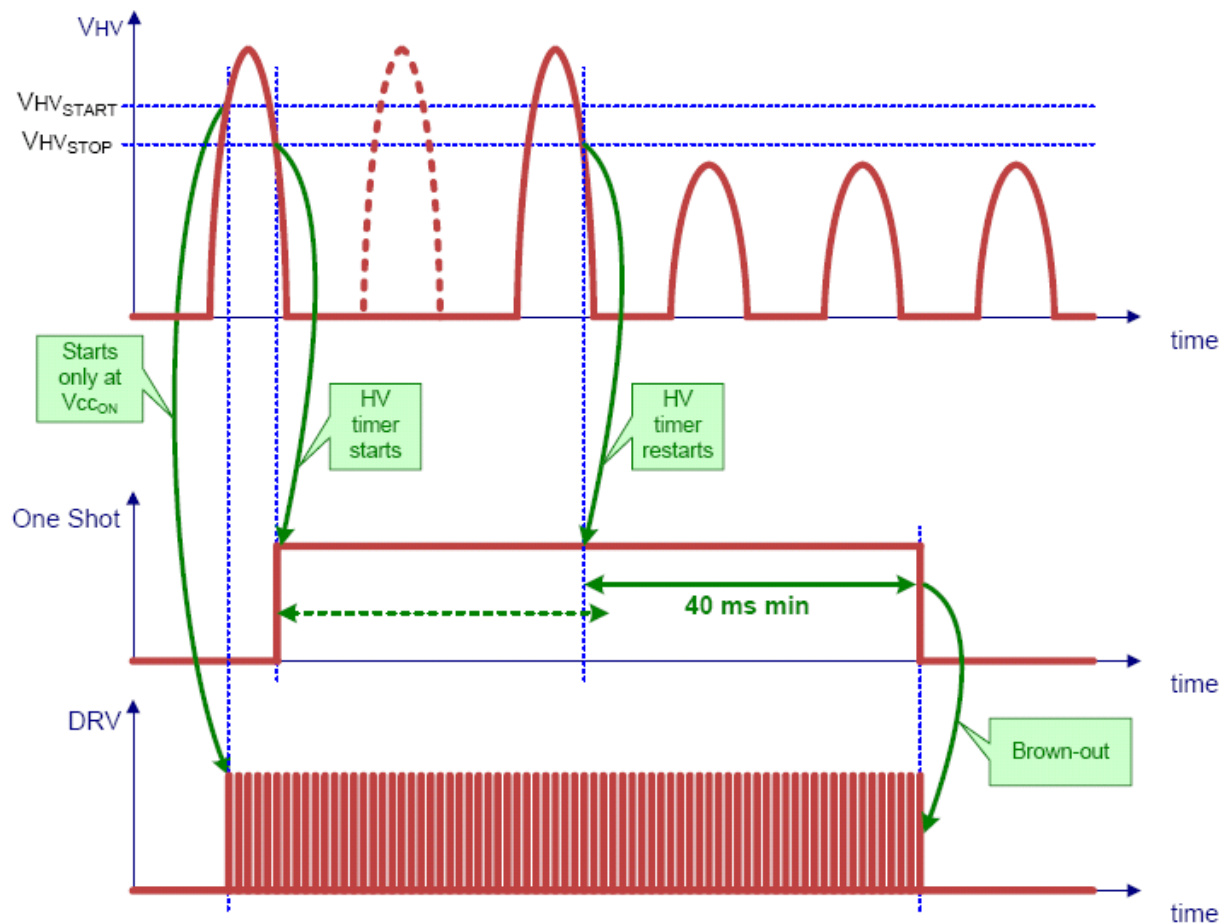 VHV
VHVSTART
VHVSTOP
time
Starts
only at
VccON
HV
timer
starts
HV
timer
restarts
One Shot
40 ms min
time
DRV
Brown-out
time